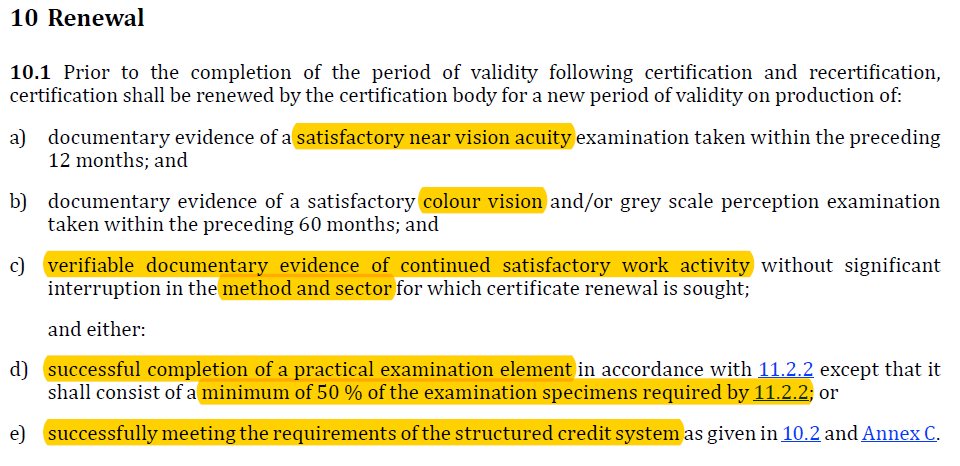 10 Renewal
10.1 Prior to the completion of the period of validity following certification and recertification,
certification shall be renewed by the certification body for a new period of validity on production of:
a) documentary evidence of a satisfactory near vision acuity examination taken within the preceding
12 months; and
b) documentary evidence of a satisfactory colour vision and/or grey scale perception examination
taken within the preceding 60 months; and
c) verifiable documentary evidence of continued satisfactory work activity without significant
interruption in the method and sector for which certificate renewal is sought;
and either:
d) successful completion of a practical examination element in accordance with 11.2.2 except that it
shall consist of a minimum of 50 % of the examination specimens required by 11.2.2; or
e) successfully meeting the requirements of the structured credit system as given in 10.2 and Annex C.